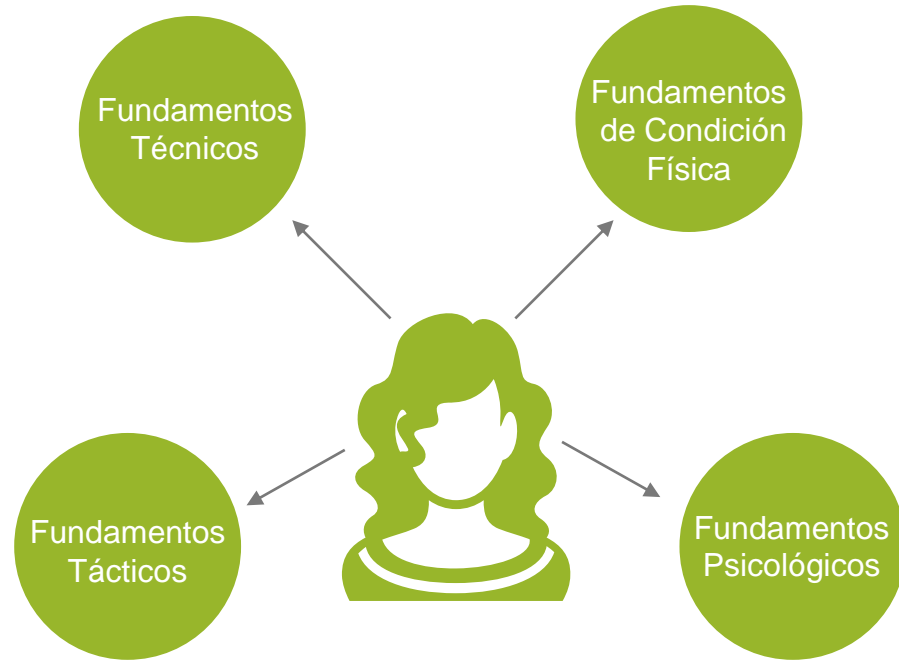 Fundamentos
Técnicos
Fundamentos
de Condición
Física
Fundamentos
Tácticos
Fundamentos
Psicológicos